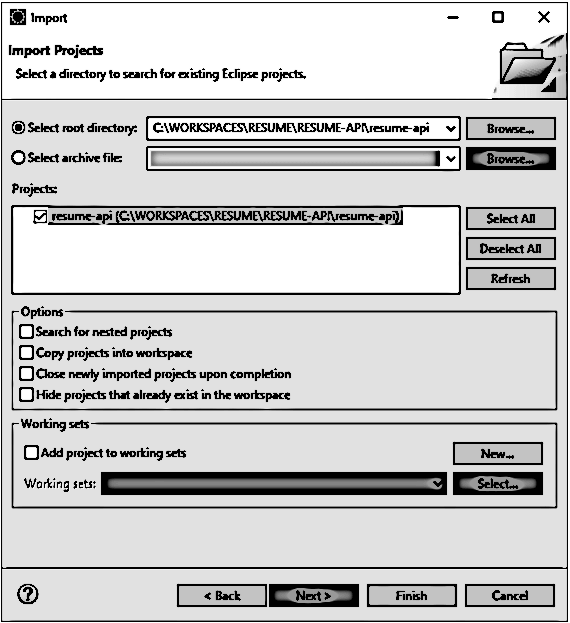 Import
Import Projects
Select a directory to search for existing Eclipse projects.
Select root directory: C:\WORKSPACES\RESUME\RESUME-API\resume-api Browse...
Select archive file: Browse...
Projects:
resume-api (C:\WORKSPACES\RESUME\RESUME-API\resume-api)
Select All
Deselect All
Refresh
Options
Search for nested projects
Copy projects into workspace
Close newly imported projects upon completion
Hide projects that already exist in the workspace
Working sets
Add project to working sets New...
Working sets: Select...
? < Back Next > Finish Cancel